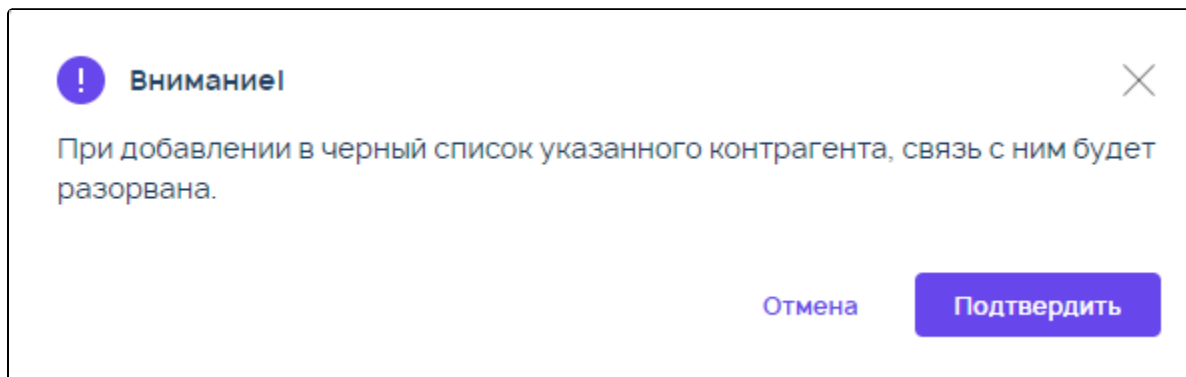 !
Внимание!
При добавлении в черный список указанного контрагента, связь с ним будет
разорвана.
Отмена
Подтвердить